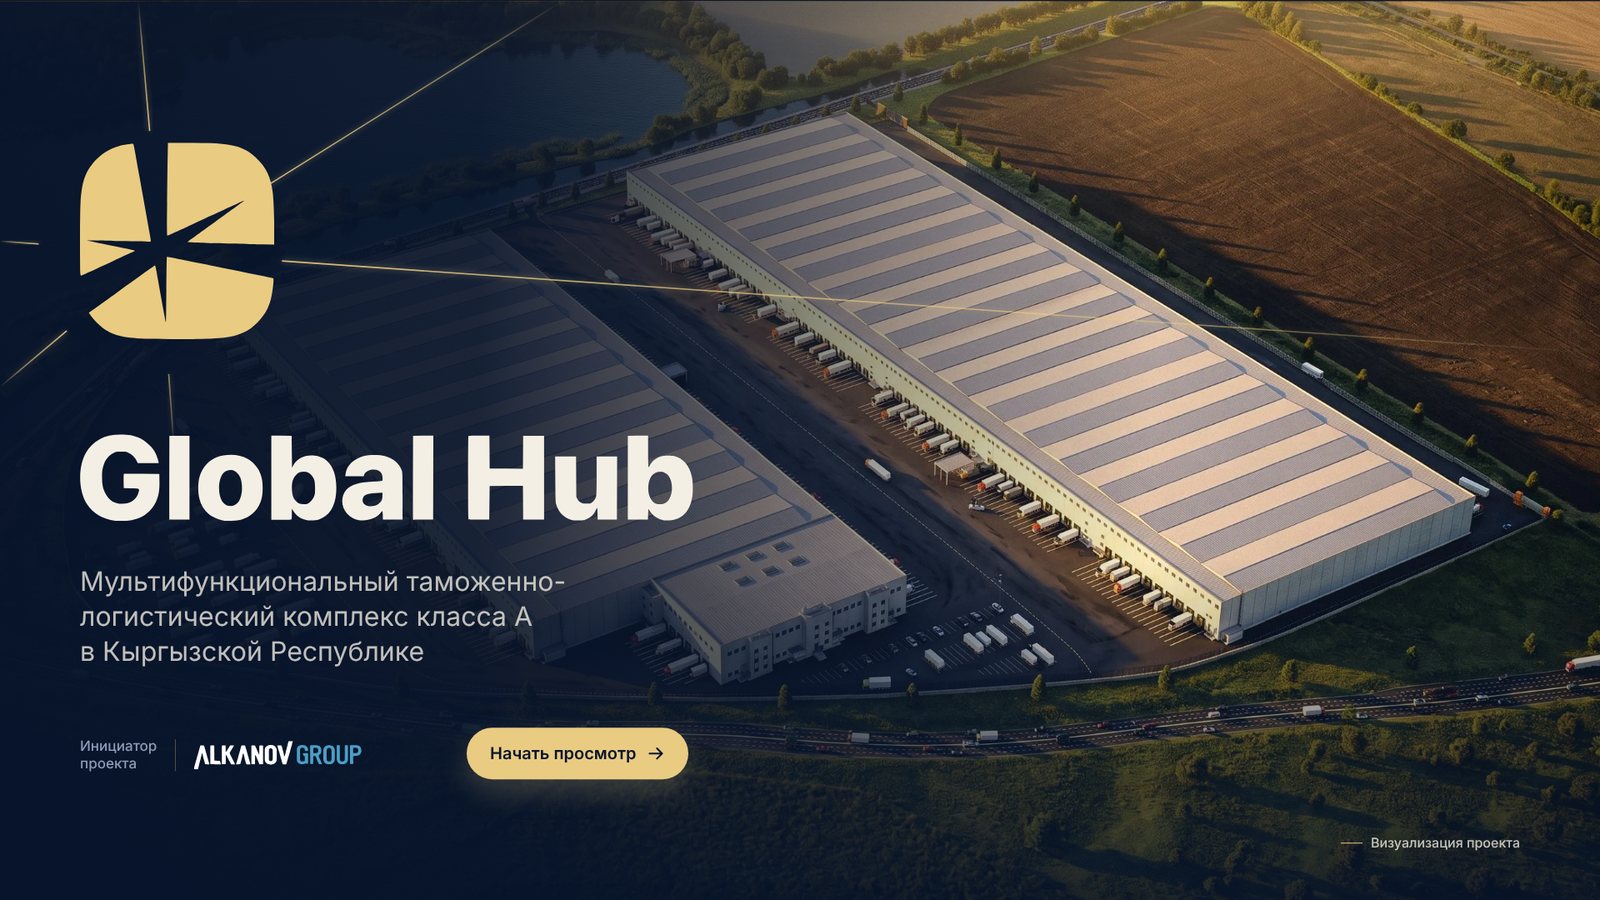 Global Hub
Мультифункциональный таможенно-
логистический комплекс класса А
в Кыргызской Республике
Инициатор
проекта
ALKANOV GROUP
Начать просмотр →
Визуализация проекта